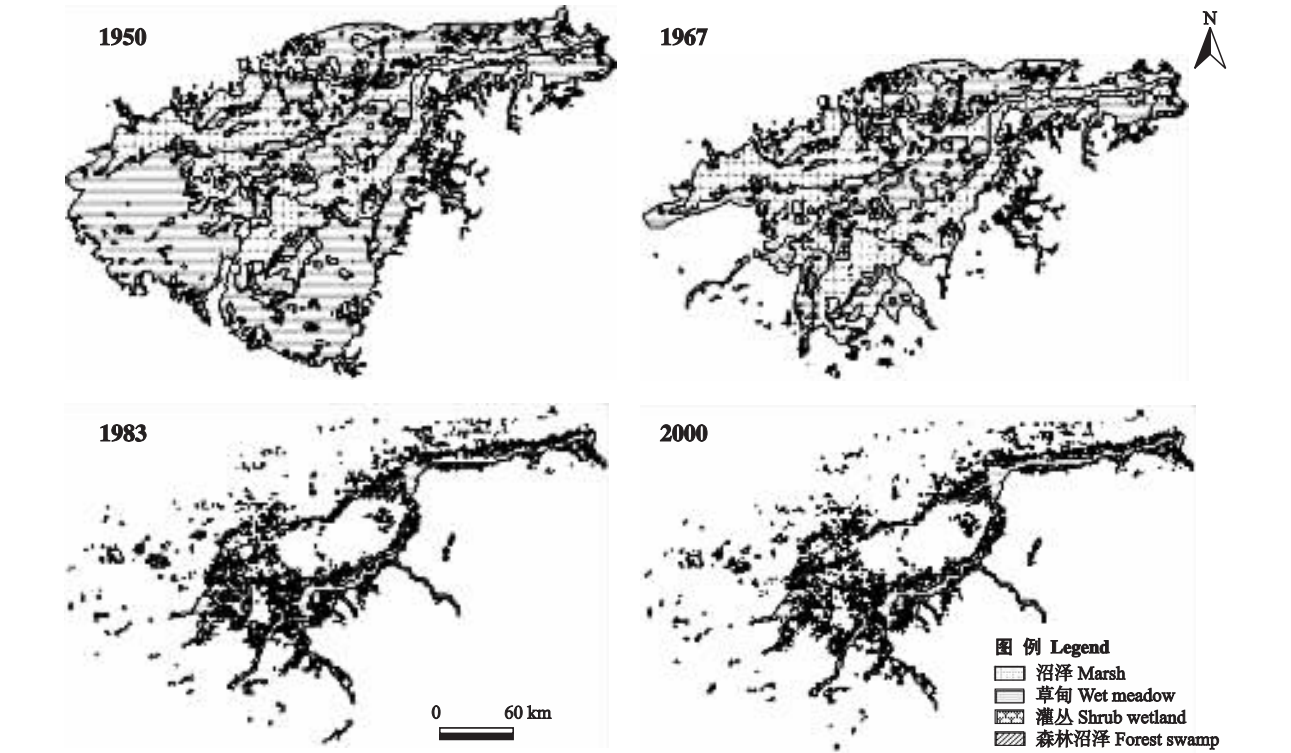 1950
1967
N
1983
2000
图 例 Legend
沼泽 Marsh
草甸 Wet meadow
灌丛 Shrub wetland
森林沼泽 Forest swamp
0 60 km